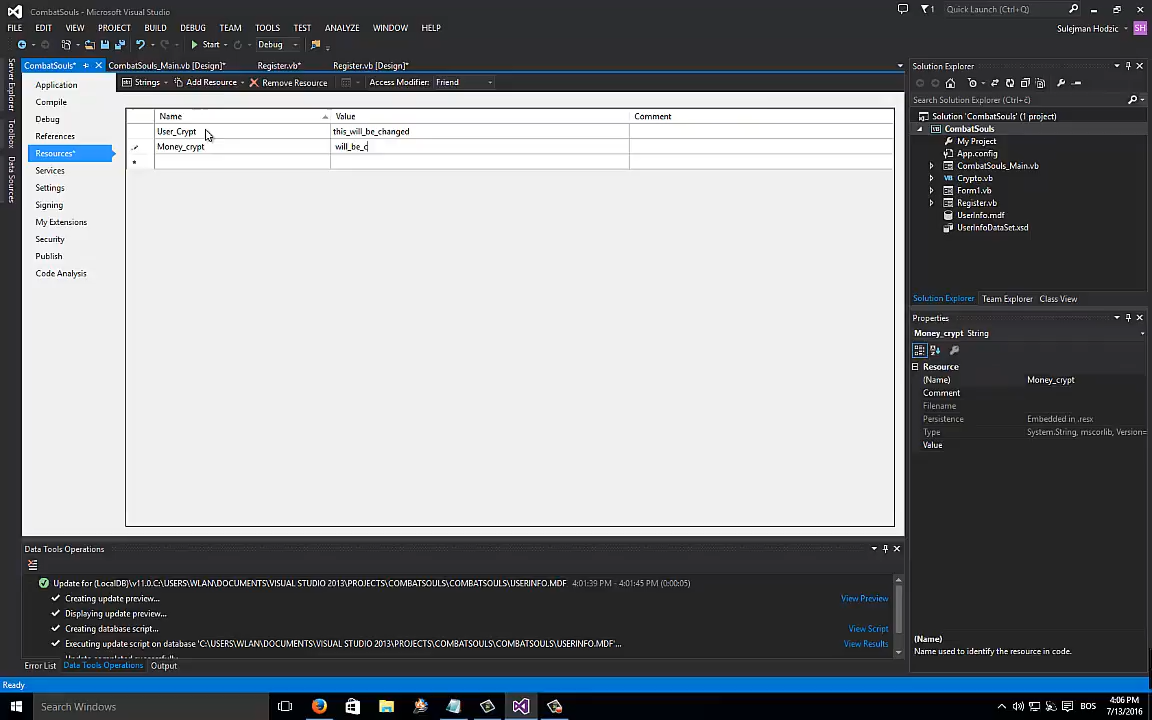 CombatSouls - Microsoft Visual Studio
Quick Launch (Ctrl+Q)
FILE EDIT VIEW PROJECT BUILD DEBUG TEAM TOOLS TEST ANALYZE WINDOW HELP
Sulejman Hodzic SH
Start Debug
CombatSouls* CombatSouls_Main.vb [Design]* Register.vb* Register.vb [Design]*
Strings Add Resource Remove Resource Access Modifier: Friend
Server Explorer
Toolbox
Data Sources
Application
Compile
Debug
References
Resources*
Services
Settings
Signing
My Extensions
Security
Publish
Code Analysis
Name Value Comment
User_Crypt this_will_be_changed
Money_crypt will_be_c
Solution Explorer
Search Solution Explorer (Ctrl+č)
Solution 'CombatSouls' (1 project)
CombatSouls
My Project
App.config
CombatSouls_Main.vb
Crypto.vb
Form1.vb
Register.vb
UserInfo.mdf
UserInfoDataSet.xsd
Solution Explorer Team Explorer Class View
Properties
Money_crypt String
Resource
(Name) Money_crypt
Comment
Filename
Persistence Embedded in .resx
Type System.String, mscorlib, Version=
Value
(Name)
Name used to identify the resource in code.
Data Tools Operations
Update for (LocalDB)\v11.0.C:\USERS\WLAN\DOCUMENTS\VISUAL STUDIO 2013\PROJECTS\COMBATSOULS\COMBATSOULS\USERINFO.MDF 4:01:39 PM - 4:01:45 PM (0:00:05)
Creating update preview... View Preview
Displaying update preview...
Creating database script... View Script
Executing update script on database 'C:\USERS\WLAN\DOCUMENTS\VISUAL STUDIO 2013\PROJECTS\COMBATSOULS\COMBATSOULS\USERINFO.MDF'... View Results
Error List Data Tools Operations Output
Ready
Search Windows
BOS
4:06 PM
7/13/2016